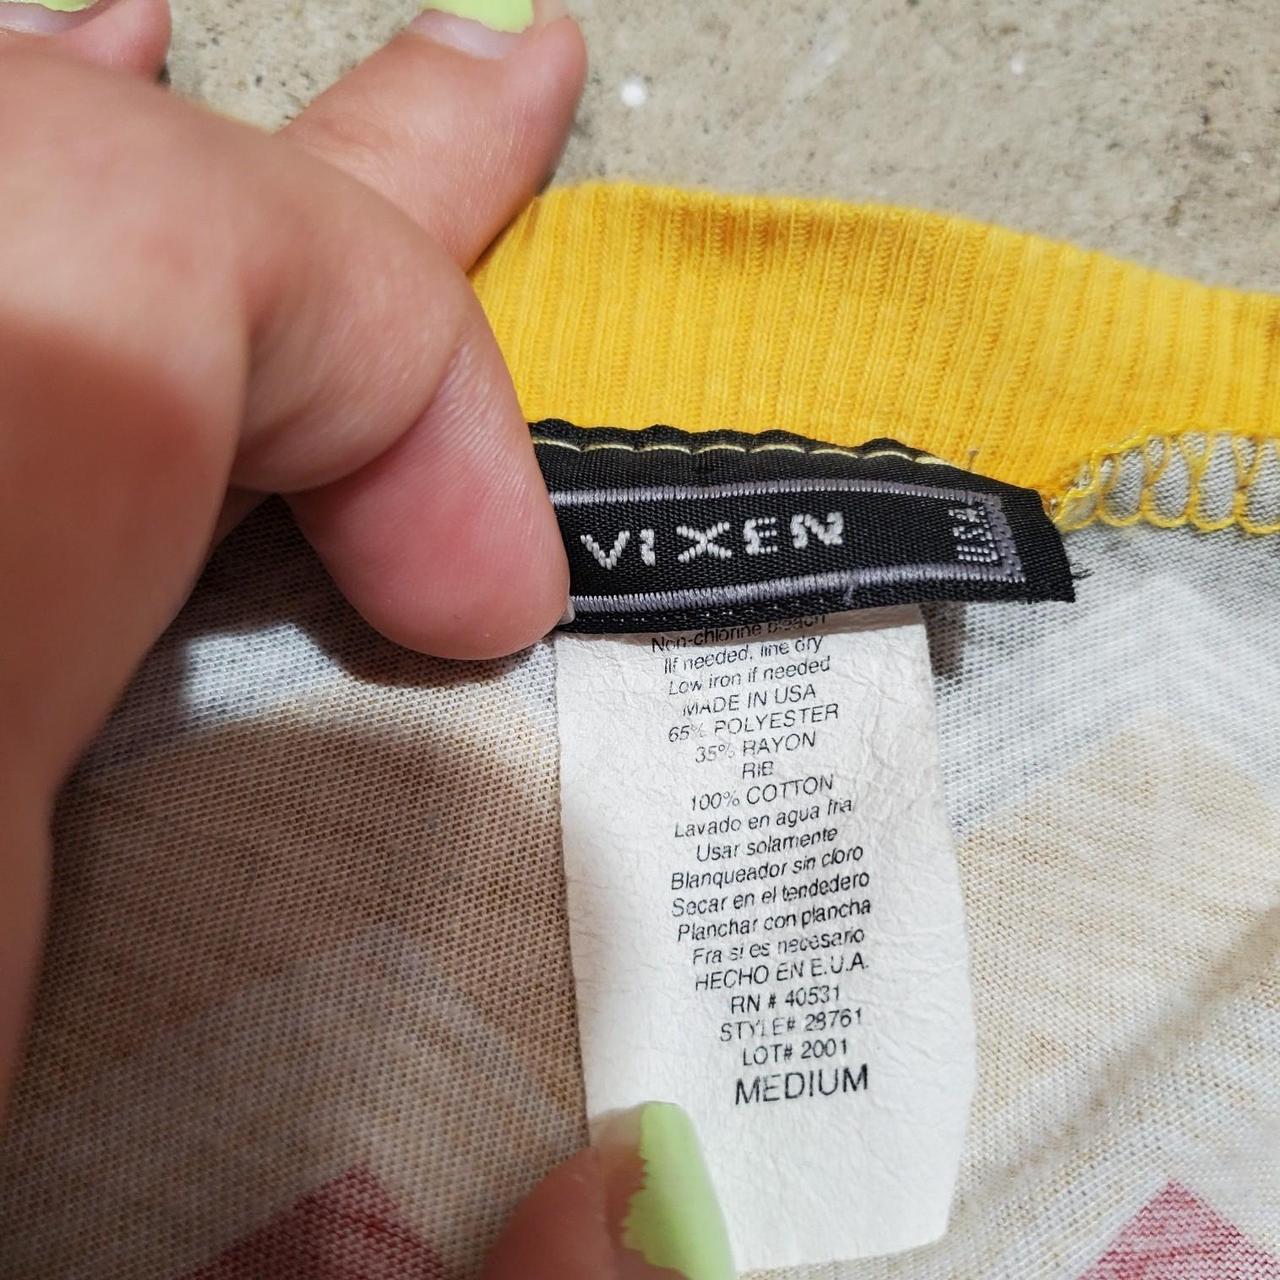 VIXEN
USA
Non-chlorine bleach
If needed, line dry
Low iron if needed
MADE IN USA
65% POLYESTER
35% RAYON
RIB
100% COTTON
Lavado en agua fria
Usar solamente
Blanqueador sin cloro
Secar en el tendedero
Planchar con plancha
Fra si es necesario
HECHO EN E.U.A.
RN # 40531
STYLE# 28761
LOT# 2001
MEDIUM